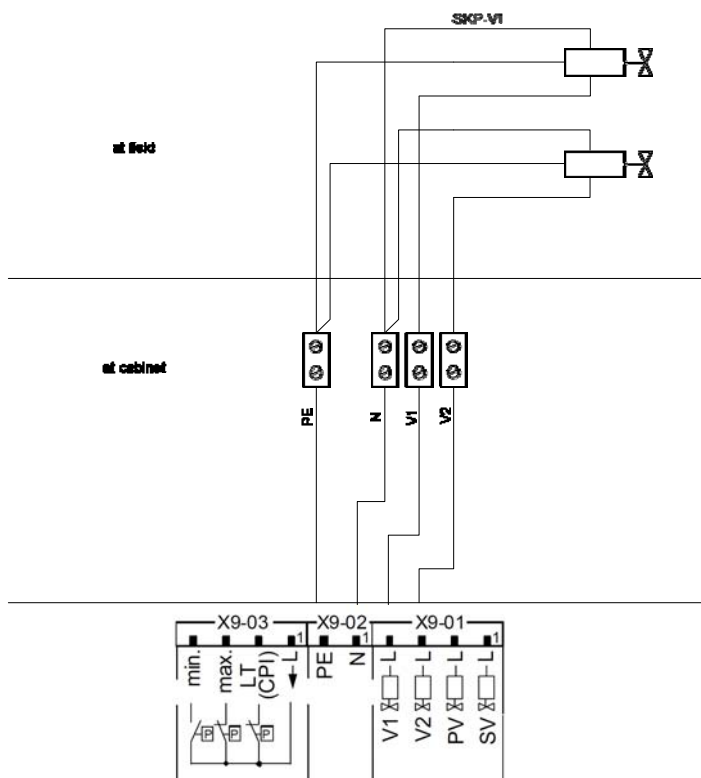 SKP-V1
at field
at cabinet
PE
N
V1
V2
X9-03
X9-02
X9-01
1
1
1
min.
max.
LT
(CPI)
L
PE
N
L
L
L
L
P
P
P
V1
V2
PV
SV